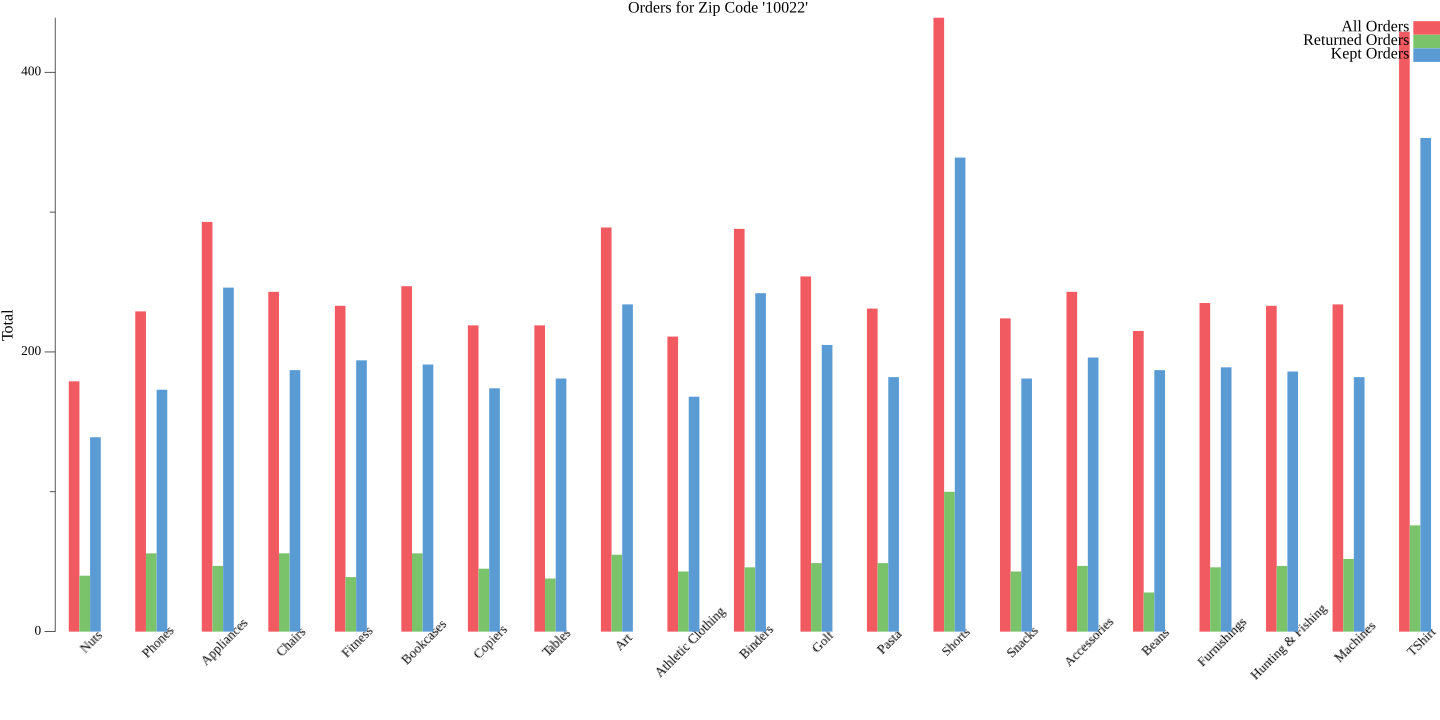 Orders for Zip Code '10022'
All Orders
Returned Orders
Kept Orders
400
200
0
Total
Nuts
Phones
Appliances
Chairs
Fitness
Bookcases
Copiers
Tables
Art
Athletic Clothing
Binders
Golf
Pasta
Shorts
Snacks
Accessories
Beans
Furnishings
Hunting & Fishing
Machines
TShirt